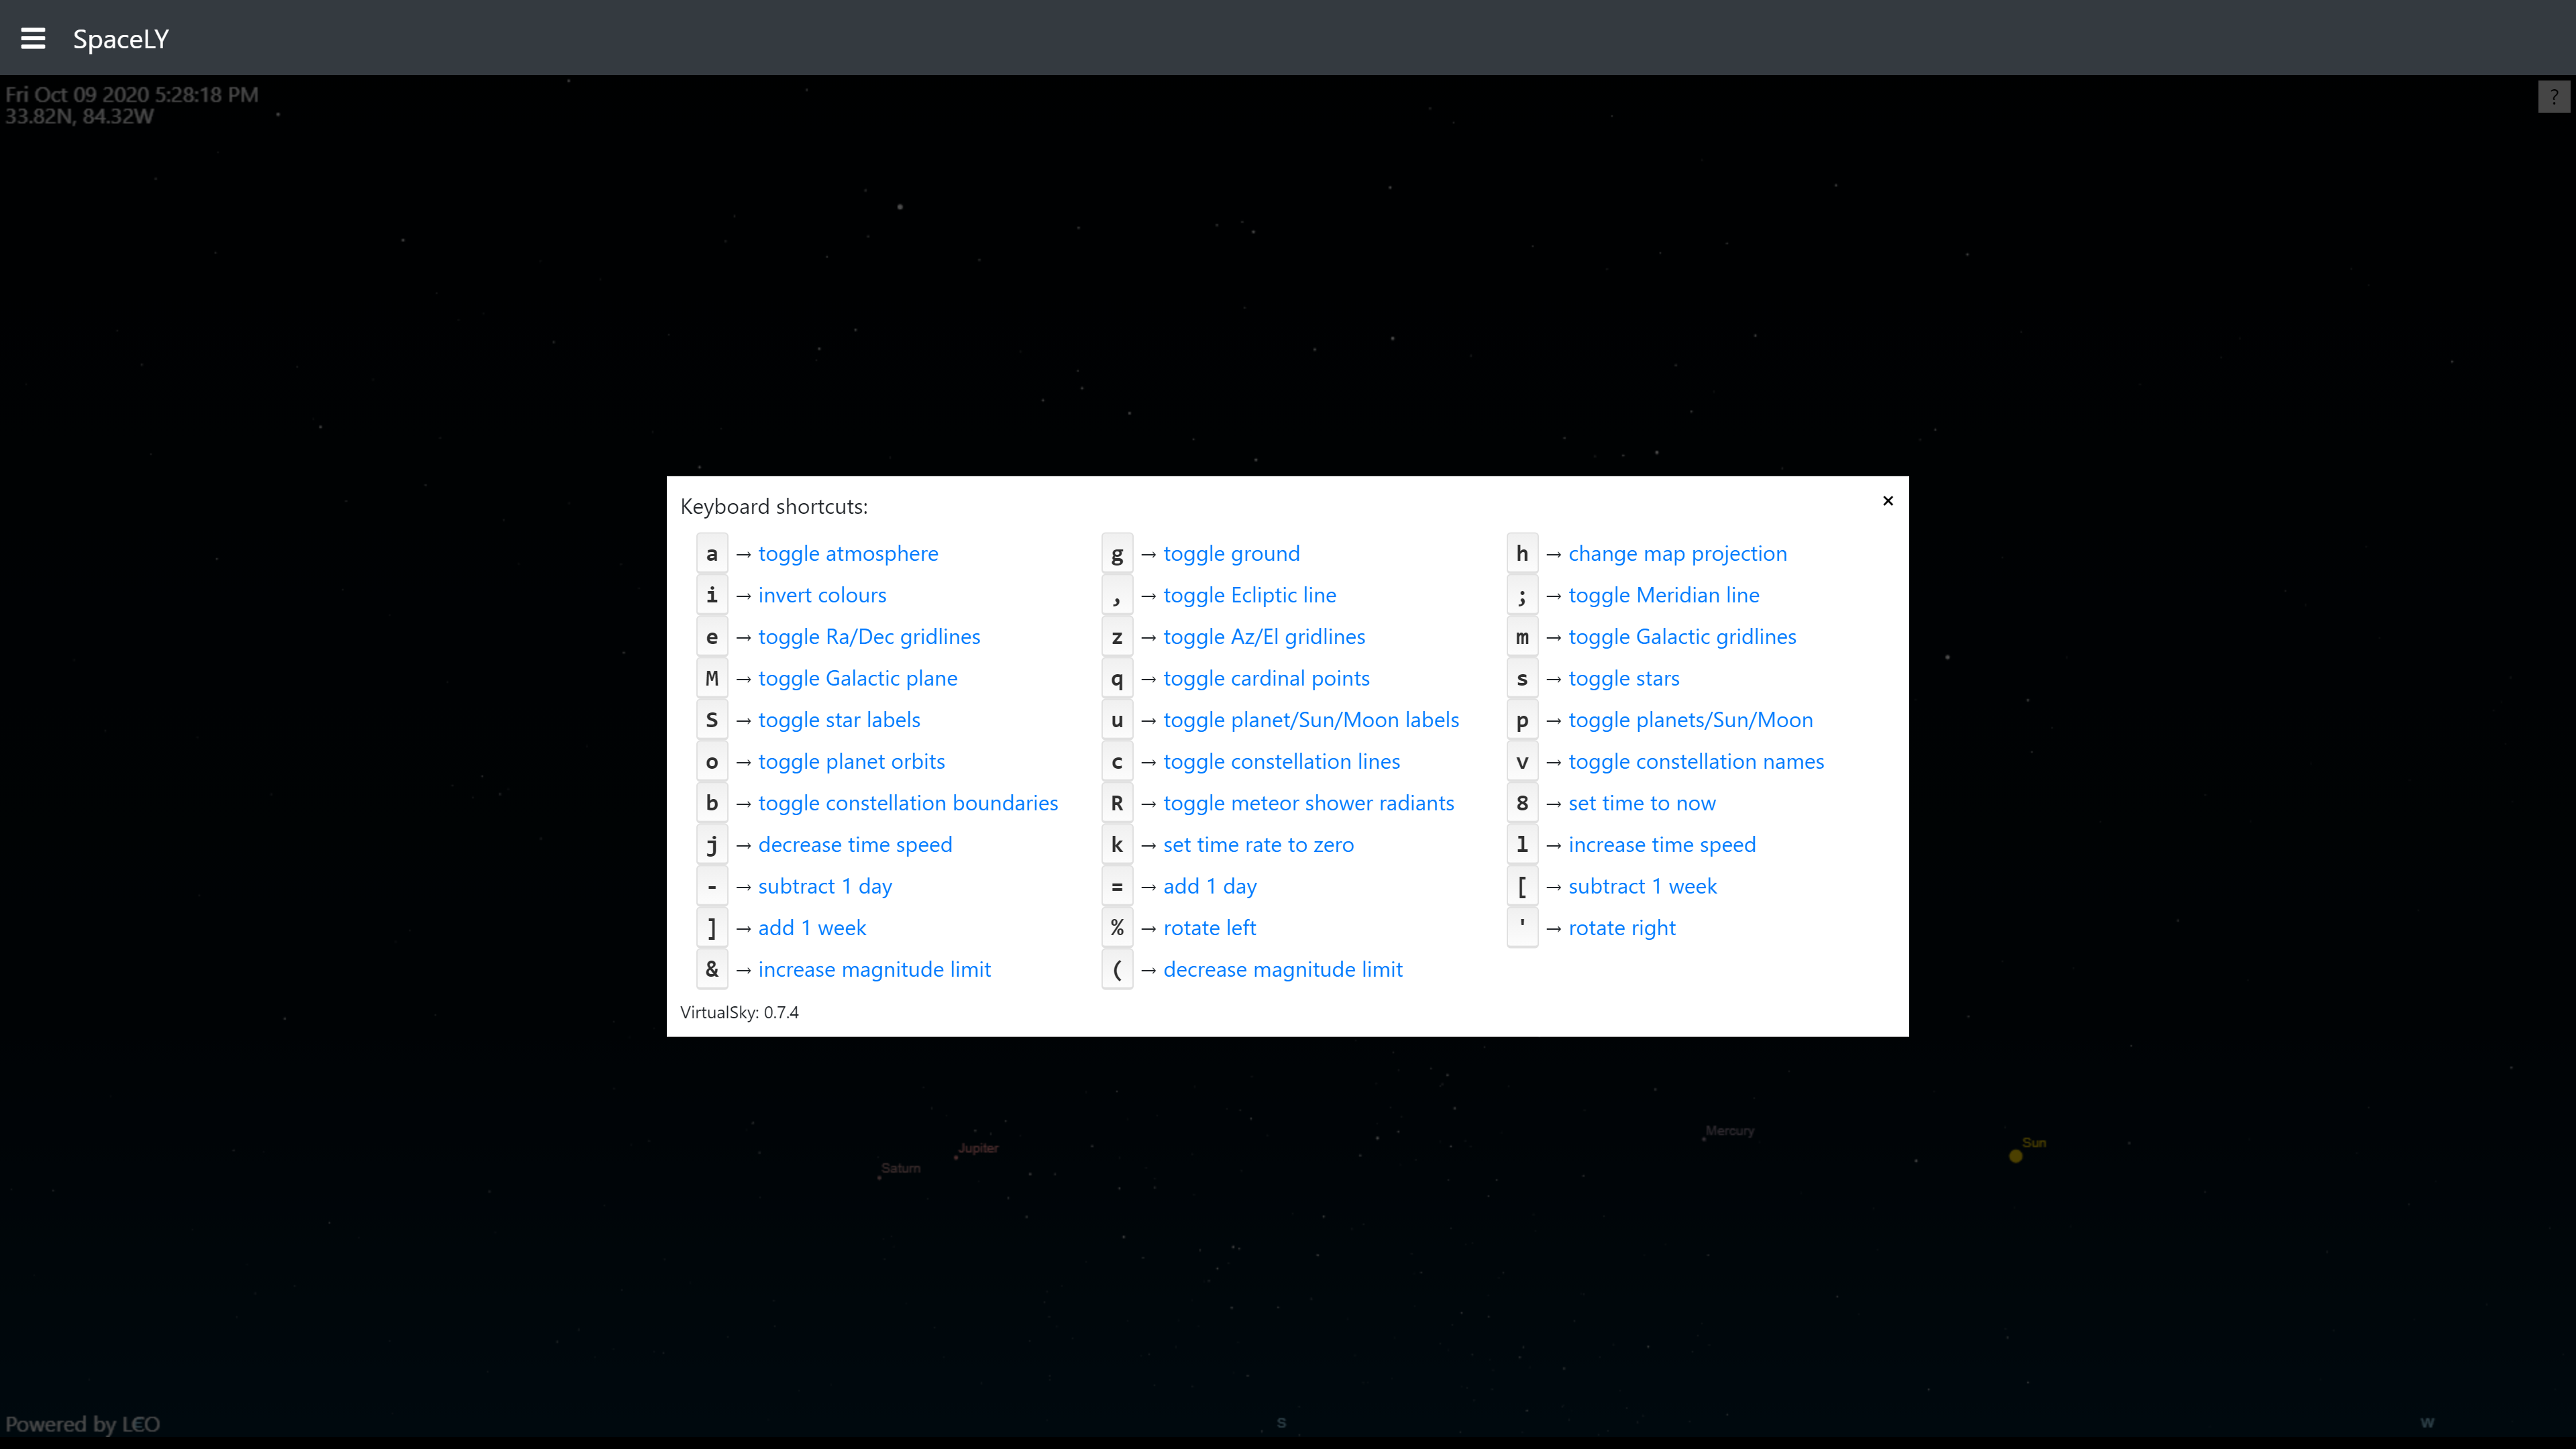 SpaceLY
Fri Oct 09 2020 5:28:18 PM
33.82N, 84.32W
?
Keyboard shortcuts:
×
a → toggle atmosphere
g → toggle ground
h → change map projection
i → invert colours
, → toggle Ecliptic line
; → toggle Meridian line
e → toggle Ra/Dec gridlines
z → toggle Az/El gridlines
m → toggle Galactic gridlines
M → toggle Galactic plane
q → toggle cardinal points
s → toggle stars
S → toggle star labels
u → toggle planet/Sun/Moon labels
p → toggle planets/Sun/Moon
o → toggle planet orbits
c → toggle constellation lines
v → toggle constellation names
b → toggle constellation boundaries
R → toggle meteor shower radiants
8 → set time to now
j → decrease time speed
k → set time rate to zero
l → increase time speed
- → subtract 1 day
= → add 1 day
[ → subtract 1 week
] → add 1 week
% → rotate left
' → rotate right
& → increase magnitude limit
( → decrease magnitude limit
VirtualSky: 0.7.4
Mercury
Sun
Jupiter
Saturn
Powered by L€O
S
W